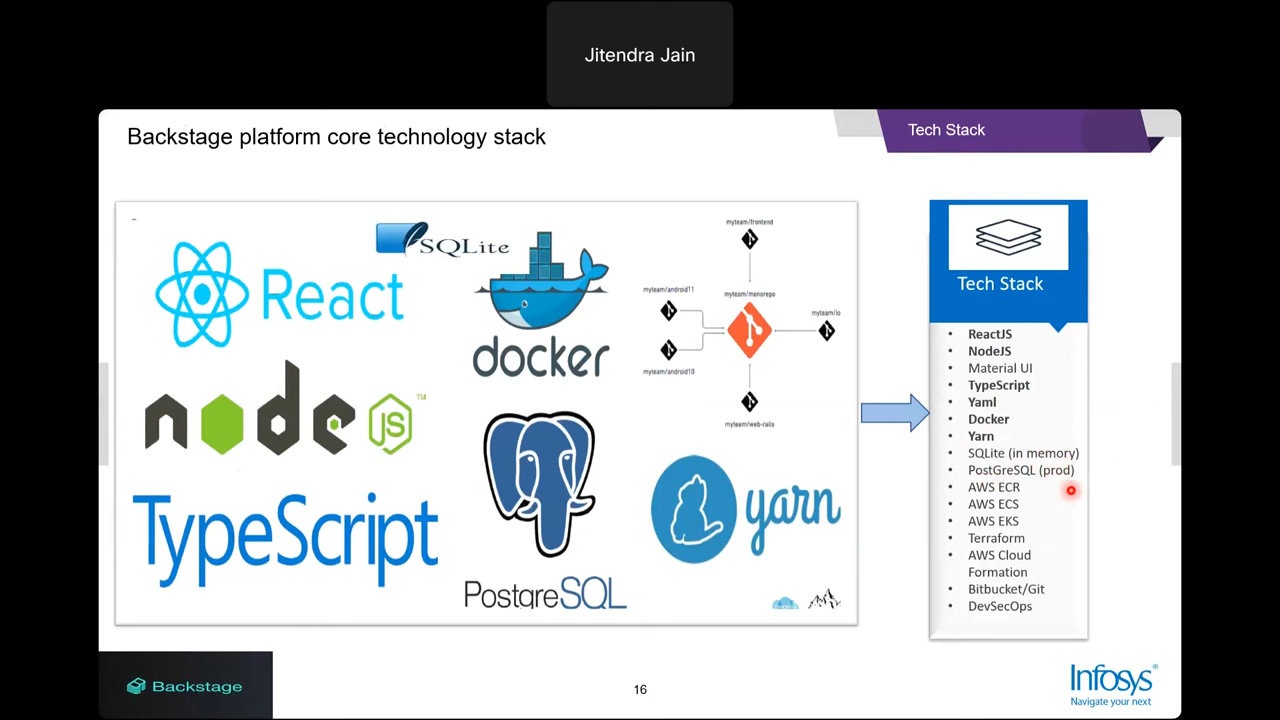 Jitendra Jain
Backstage platform core technology stack
Tech Stack
React
SQLite
docker
node
JS
TM
TypeScript
PostgreSQL
myteam/frontend
myteam/android11
myteam/monorepo
myteam/io
myteam/android10
myteam/web-rails
yarn
Tech Stack
• ReactJS
• NodeJS
• Material UI
• TypeScript
• Yaml
• Docker
• Yarn
• SQLite (in memory)
• PostGreSQL (prod)
• AWS ECR
• AWS ECS
• AWS EKS
• Terraform
• AWS Cloud
Formation
• Bitbucket/Git
• DevSecOps
Backstage
16
Infosys®
Navigate your next